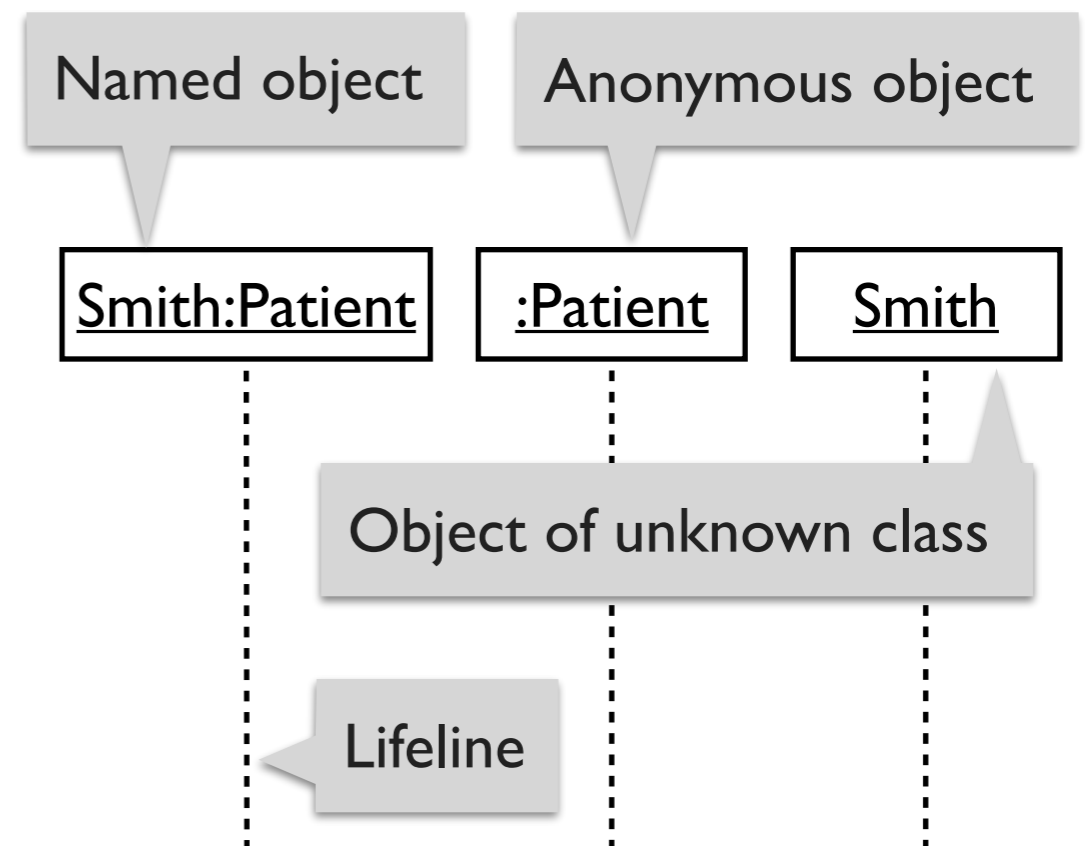 Named object
Anonymous object
Smith:Patient
:Patient
Smith
Object of unknown class
Lifeline